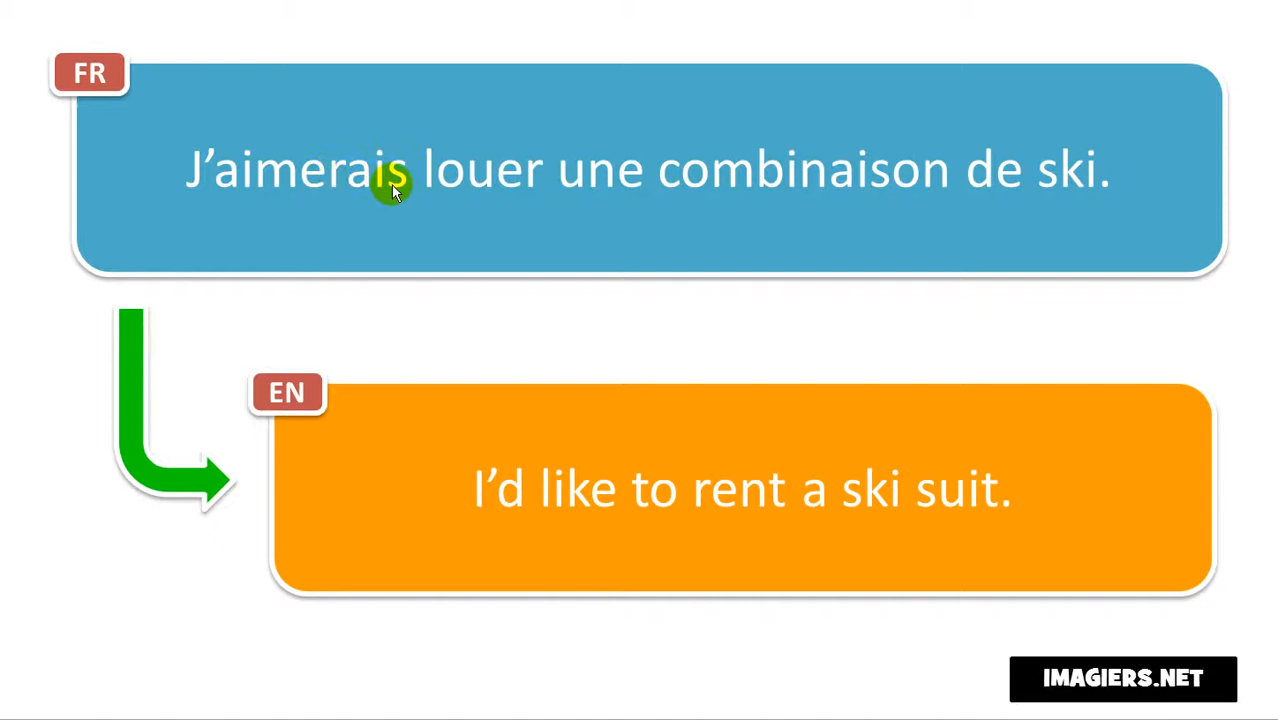 FR
J’aimerais louer une combinaison de ski.
EN
I’d like to rent a ski suit.
IMAGIERS.NET